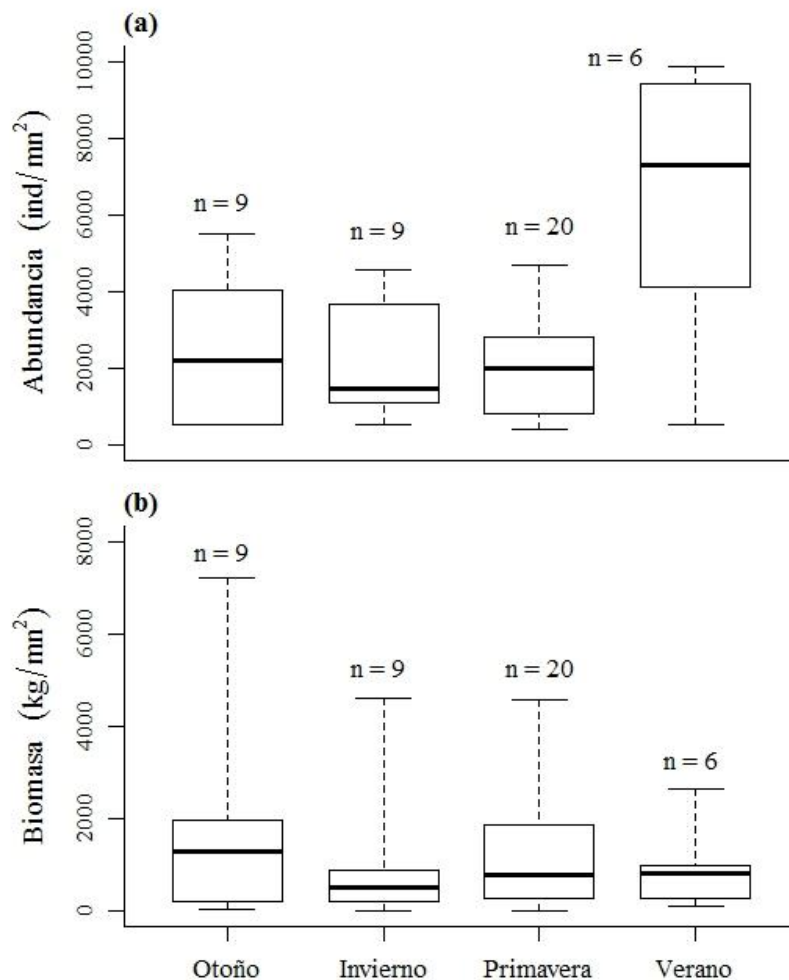 (a)
Abundancia (ind/mn²)
10000
8000
6000
4000
2000
0
n = 9
n = 9
n = 20
n = 6
(b)
Biomasa (kg/mn²)
8000
6000
4000
2000
0
n = 9
n = 9
n = 20
n = 6
Otoño Invierno Primavera Verano